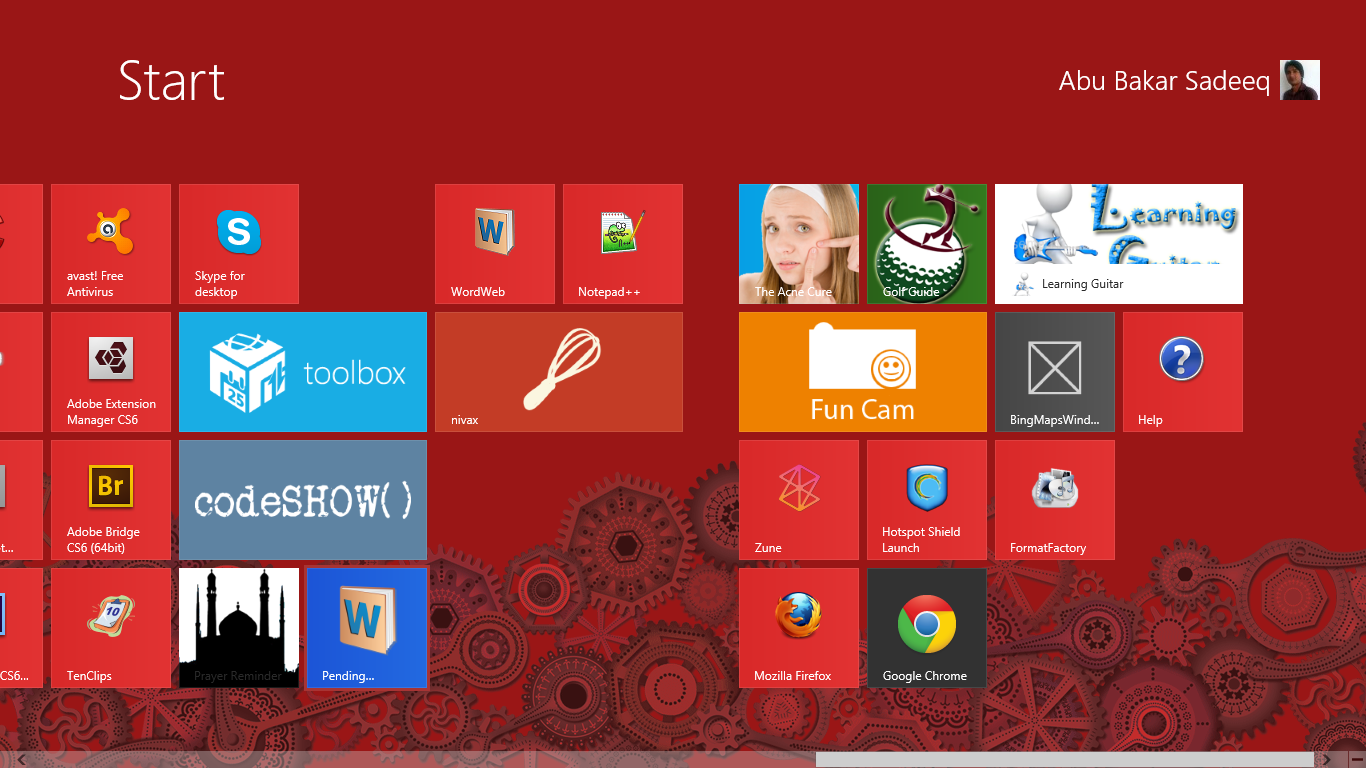 Start
Abu Bakar Sadeeq
avast! Free
Antivirus
Skype for
desktop
WordWeb
Notepad++
The Acne Cure
Golf Guide
Learning
Guitar
Learning Guitar
Adobe Extension
Manager CS6
25
toolbox
nivax
Fun Cam
BingMapsWind...
Help
t...
Br
Adobe Bridge
CS6 (64bit)
codeSHOW()
Zune
Hotspot Shield
Launch
FormatFactory
CS6...
10
TenClips
Prayer Reminder
W
Pending...
Mozilla Firefox
Google Chrome